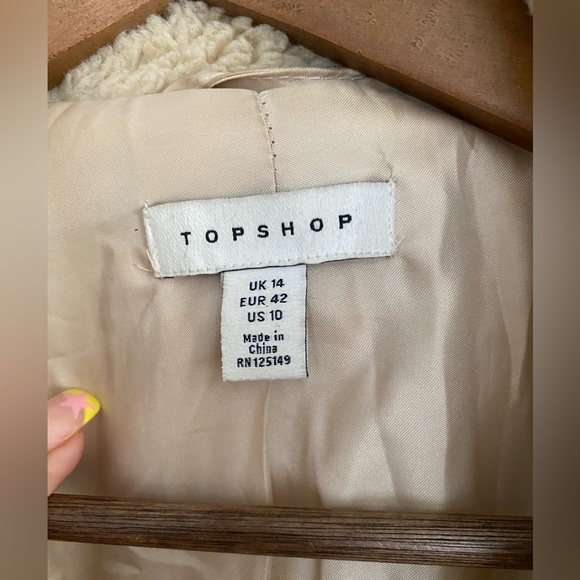 TOPSHOP
UK 14
EUR 42
US 10
Made in
China
RN125149